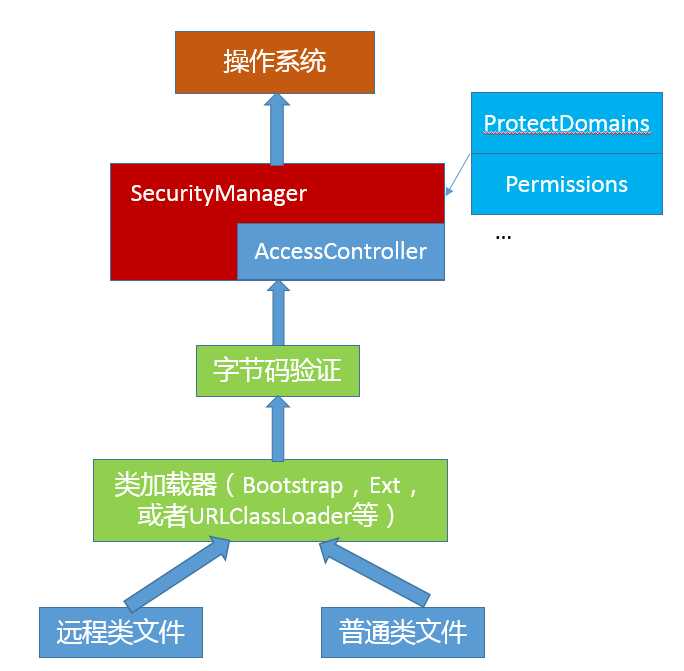 操作系统
ProtectDomains
SecurityManager
Permissions
...
AccessController
字节码验证
类加载器（Bootstrap，Ext，
或者URLClassLoader等）
远程类文件
普通类文件